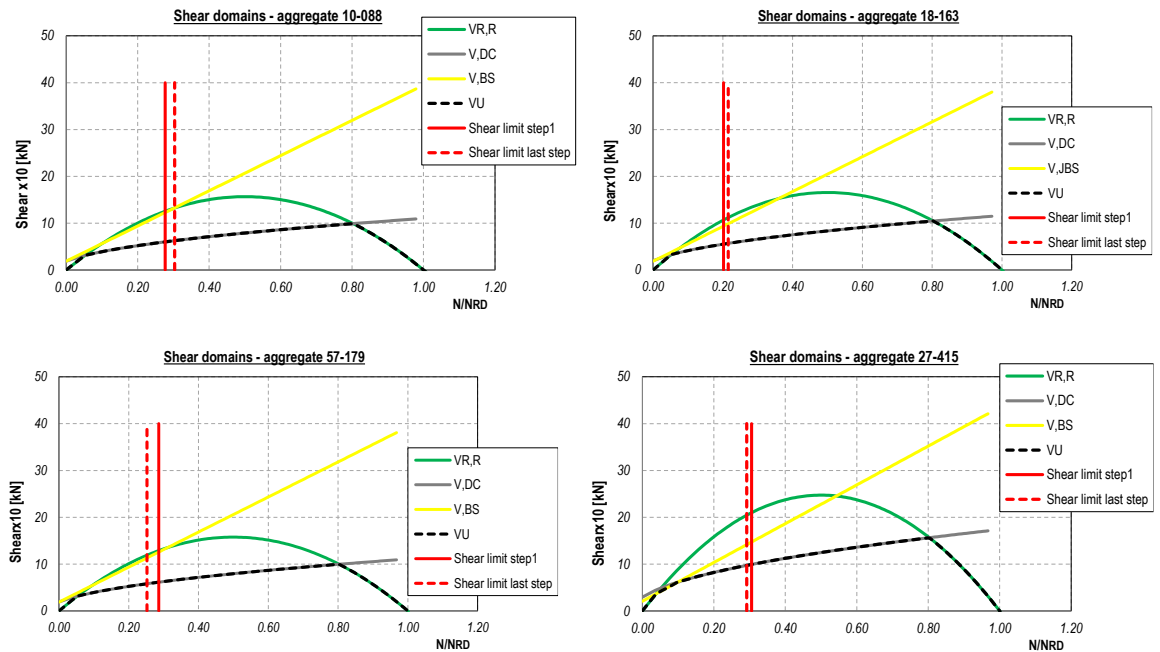 Shear domains - aggregate 10-088
50
40
30
20
10
0
Shear x10 [kN]
0.00 0.20 0.40 0.60 0.80 1.00 1.20
N/NRD
VR,R
V,DC
V,BS
VU
Shear limit step1
Shear limit last step
Shear domains - aggregate 18-163
50
40
30
20
10
0
Shearx10 [kN]
0.00 0.20 0.40 0.60 0.80 1.00 1.20
N/NRD
VR,R
V,DC
V,JBS
VU
Shear limit step1
Shear limit last step
Shear domains - aggregate 57-179
50
40
30
20
10
0
Shearx10 [kN]
0.00 0.20 0.40 0.60 0.80 1.00 1.20
N/NRD
VR,R
V,DC
V,BS
VU
Shear limit step1
Shear limit last step
Shear domains - aggregate 27-415
50
40
30
20
10
0
Shearx10 [kN]
0.00 0.20 0.40 0.60 0.80 1.00 1.20
N/NRD
VR,R
V,DC
V,BS
VU
Shear limit step1
Shear limit last step